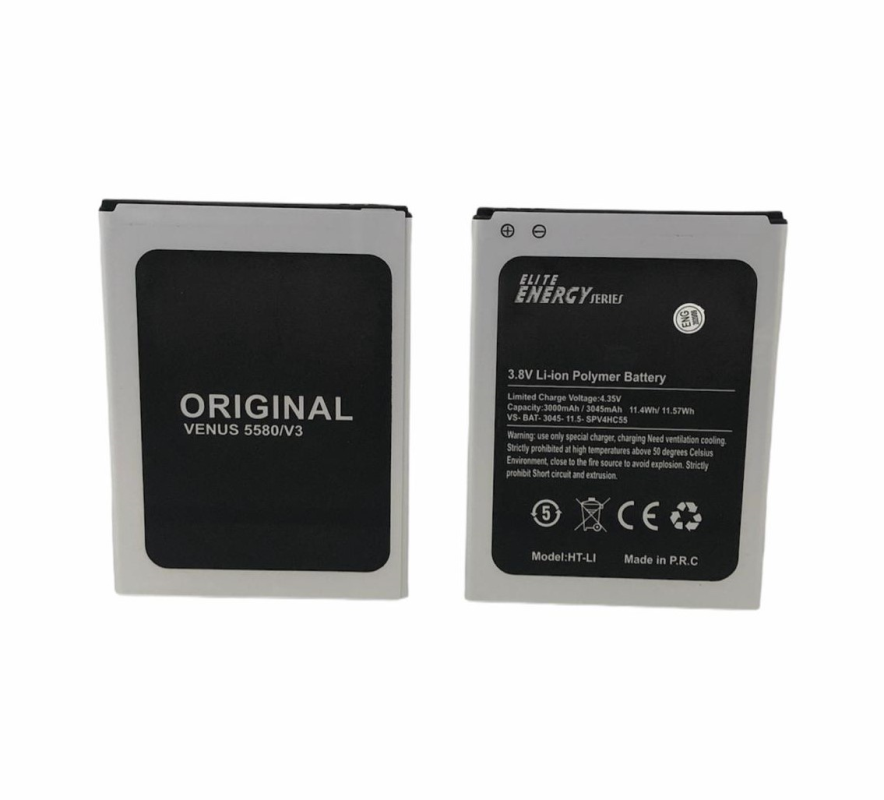 ORIGINAL
VENUS 5580/V3
ELITE
ENERGY SERIES
ENG
3.8V Li-ion Polymer Battery
Limited Charge Voltage:4.35V
Capacity:3000mAh / 3045mAh 11.4Wh/ 11.57Wh
VS- BAT- 3045- 11.5- SPV4HC55
Warning: use only special charger, charging Need ventilation cooling.
Strictly prohibited at high temperatures above 50 degrees Celsius
Environment, close to the fire source to avoid explosion. Strictly
prohibit Short circuit and extrusion.
5
CE
Model:HT-LI Made in P.R.C